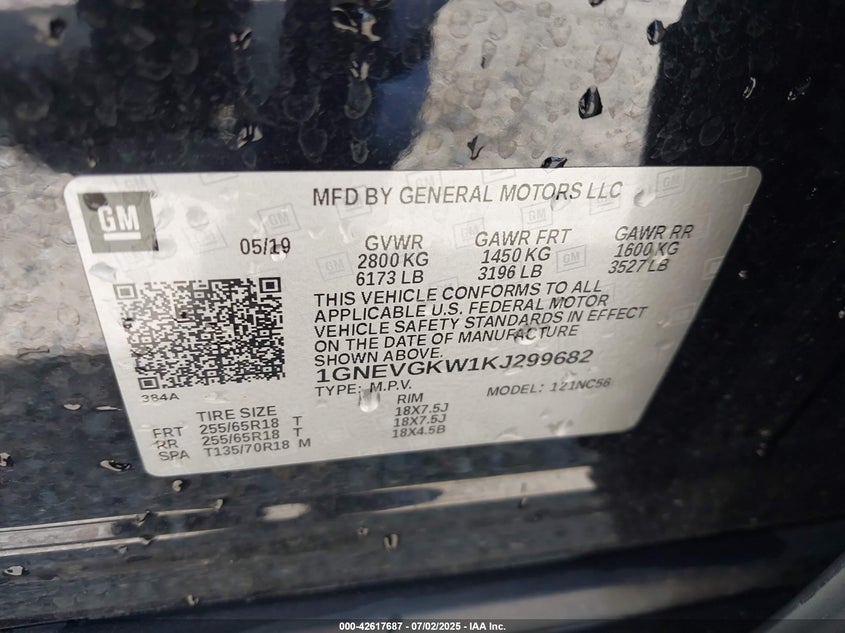 MFD BY GENERAL MOTORS LLC
GM
05/19
GVWR GAWR FRT GAWR RR
2800 KG 1450 KG 1600 KG
6173 LB 3196 LB 3527 LB
THIS VEHICLE CONFORMS TO ALL
APPLICABLE U.S. FEDERAL MOTOR
VEHICLE SAFETY STANDARDS IN EFFECT
ON THE DATE OF MANUFACTURE
SHOWN ABOVE.
1GNEVGKW1KJ299682
TYPE: M.P.V. MODEL: 121NC56
384A
TIRE SIZE RIM
FRT 255/65R18 T 18X7.5J
RR 255/65R18 T 18X7.5J
SPA T135/70R18 M 18X4.5B
000-42617687 - 07/02/2025 - IAA Inc.